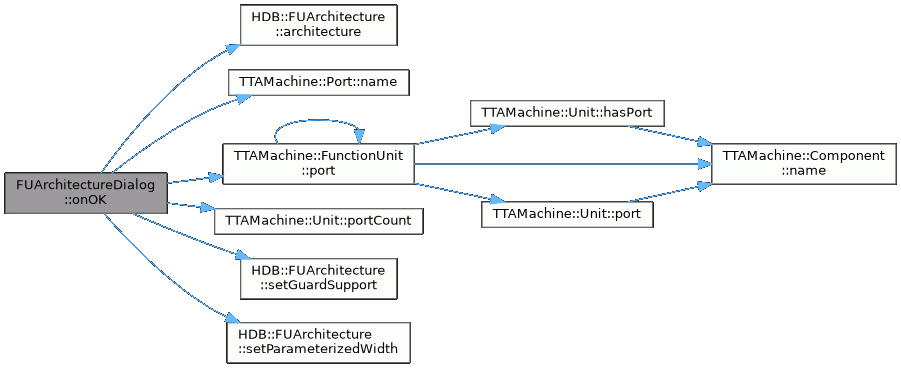 FUArchitectureDialog
::onOK
HDB::FUArchitecture
::architecture
TTAMachine::Port::name
TTAMachine::FunctionUnit
::port
TTAMachine::Unit::portCount
HDB::FUArchitecture
::setGuardSupport
HDB::FUArchitecture
::setParameterizedWidth
TTAMachine::Unit::hasPort
TTAMachine::Unit::port
TTAMachine::Component
::name